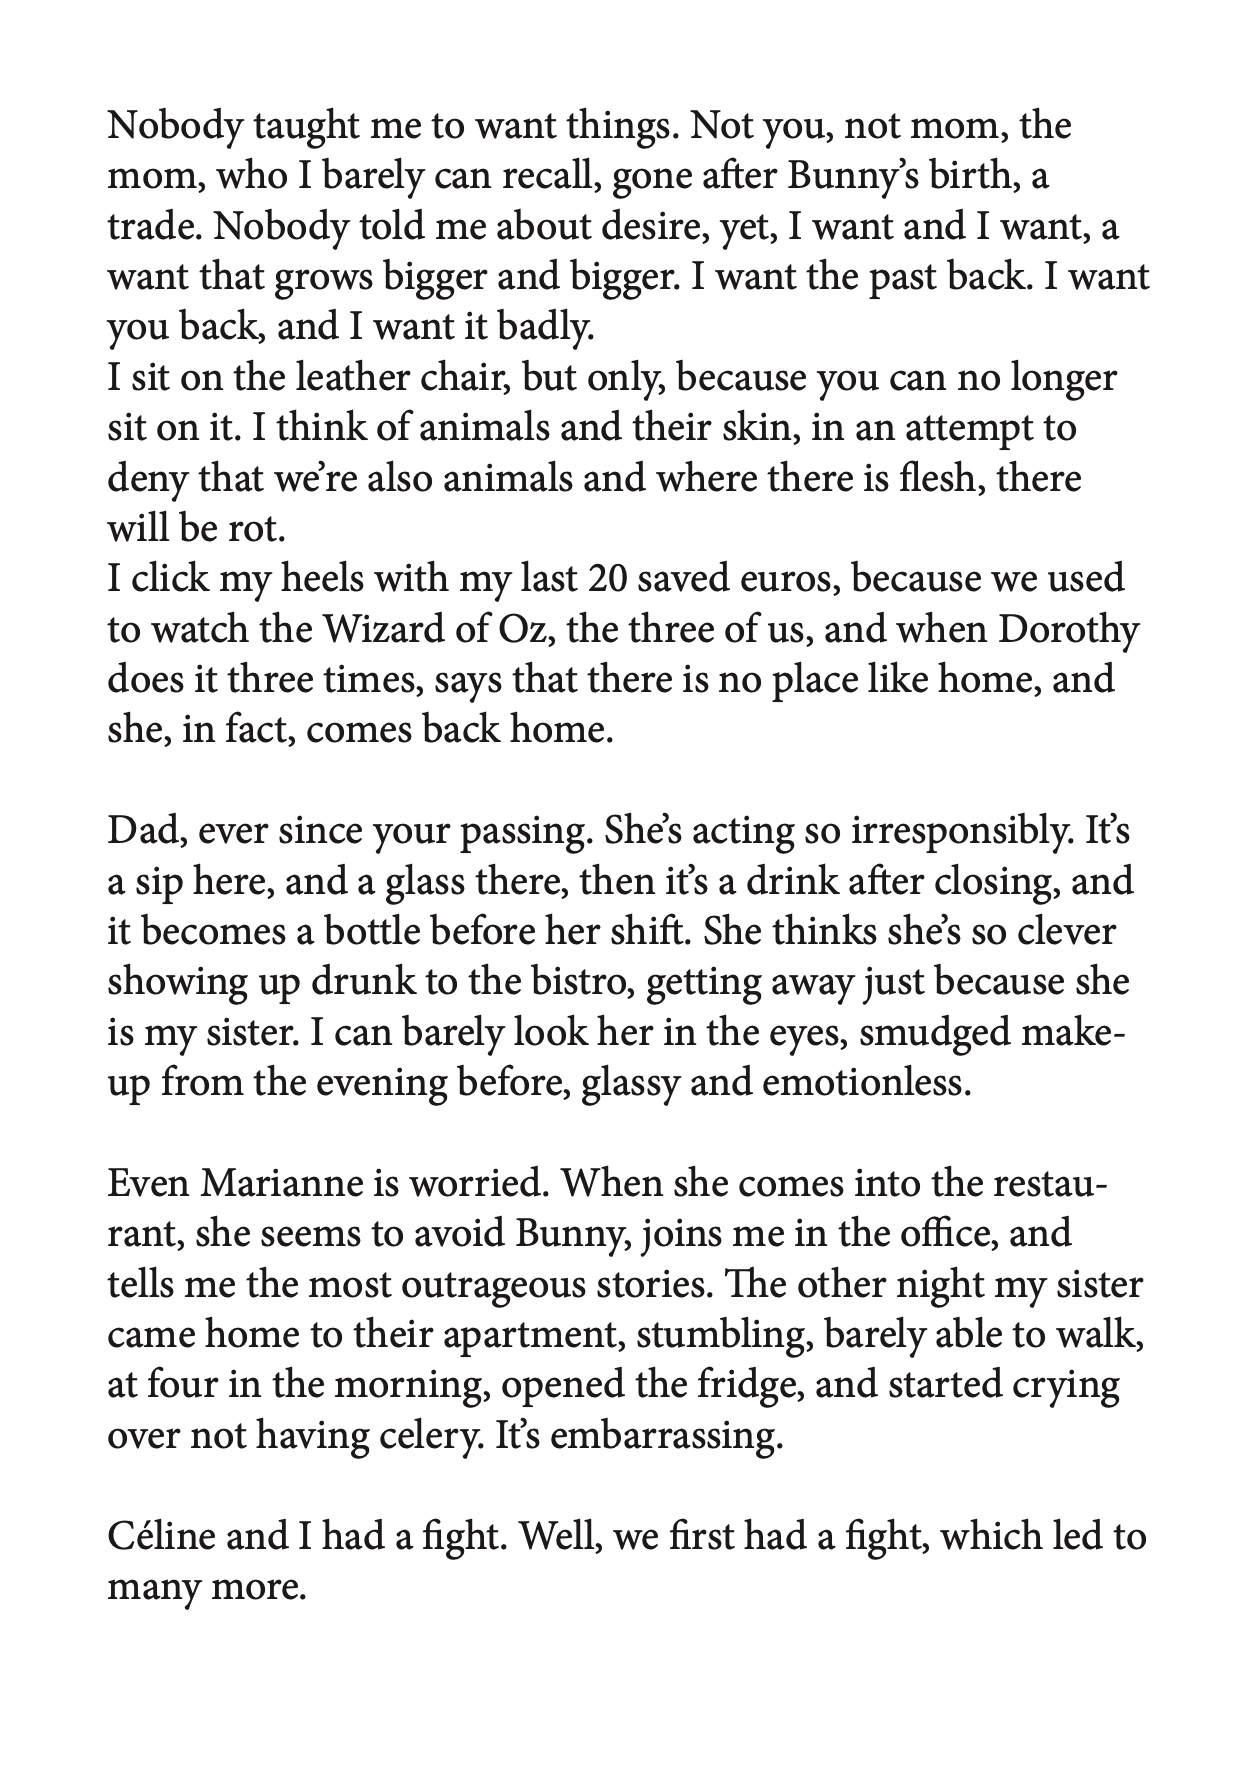 Nobody taught me to want things. Not you, not mom, the
mom, who I barely can recall, gone after Bunny’s birth, a
trade. Nobody told me about desire, yet, I want and I want, a
want that grows bigger and bigger. I want the past back. I want
you back, and I want it badly.
I sit on the leather chair, but only, because you can no longer
sit on it. I think of animals and their skin, in an attempt to
deny that we’re also animals and where there is flesh, there
will be rot.
I click my heels with my last 20 saved euros, because we used
to watch the Wizard of Oz, the three of us, and when Dorothy
does it three times, says that there is no place like home, and
she, in fact, comes back home.

Dad, ever since your passing. She’s acting so irresponsibly. It’s
a sip here, and a glass there, then it’s a drink after closing, and
it becomes a bottle before her shift. She thinks she’s so clever
showing up drunk to the bistro, getting away just because she
is my sister. I can barely look her in the eyes, smudged make-
up from the evening before, glassy and emotionless.

Even Marianne is worried. When she comes into the restau-
rant, she seems to avoid Bunny, joins me in the office, and
tells me the most outrageous stories. The other night my sister
came home to their apartment, stumbling, barely able to walk,
at four in the morning, opened the fridge, and started crying
over not having celery. It’s embarrassing.

Céline and I had a fight. Well, we first had a fight, which led to
many more.